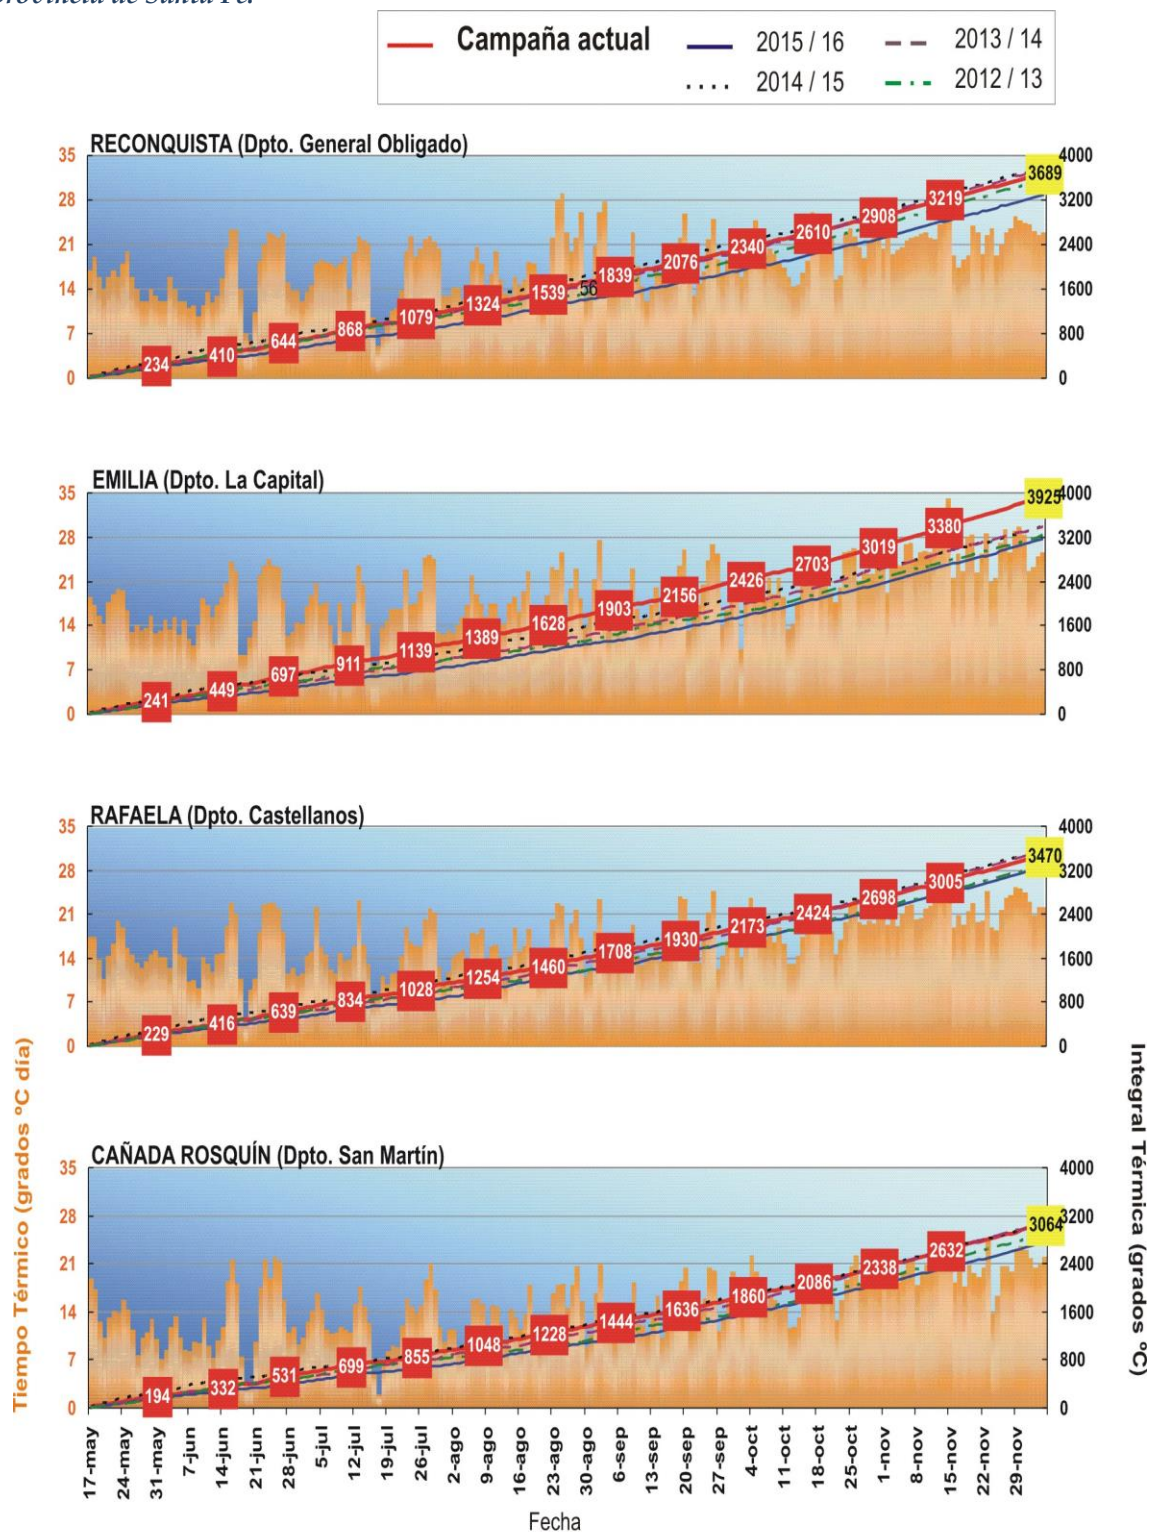 Provincia de Santa Fe.
Campaña actual 2015 / 16 2013 / 14
2014 / 15 2012 / 13
RECONQUISTA (Dpto. General Obligado)
35 28 21 14 7 0
234 410 644 868 1079 1324 1539 56 1839 2076 2340 2610 2908 3219 3689
4000 3200 2400 1600 800 0
EMILIA (Dpto. La Capital)
35 28 21 14 7 0
241 449 697 911 1139 1389 1628 1903 2156 2426 2703 3019 3380 3925
4000 3200 2400 1600 800 0
RAFAELA (Dpto. Castellanos)
35 28 21 14 7 0
229 416 639 834 1028 1254 1460 1708 1930 2173 2424 2698 3005 3470
4000 3200 2400 1600 800 0
CAÑADA ROSQUÍN (Dpto. San Martín)
35 28 21 14 7 0
194 332 531 699 855 1048 1228 1444 1636 1860 2086 2338 2632 3064
4000 3200 2400 1600 800 0
Tiempo Térmico (grados ºC día)
Integral Térmica (grados ºC)
17-may 24-may 31-may 7-jun 14-jun 21-jun 28-jun 5-jul 12-jul 19-jul 26-jul 2-ago 9-ago 16-ago 23-ago 30-ago 6-sep 13-sep 20-sep 27-sep 4-oct 11-oct 18-oct 25-oct 1-nov 8-nov 15-nov 22-nov 29-nov
Fecha